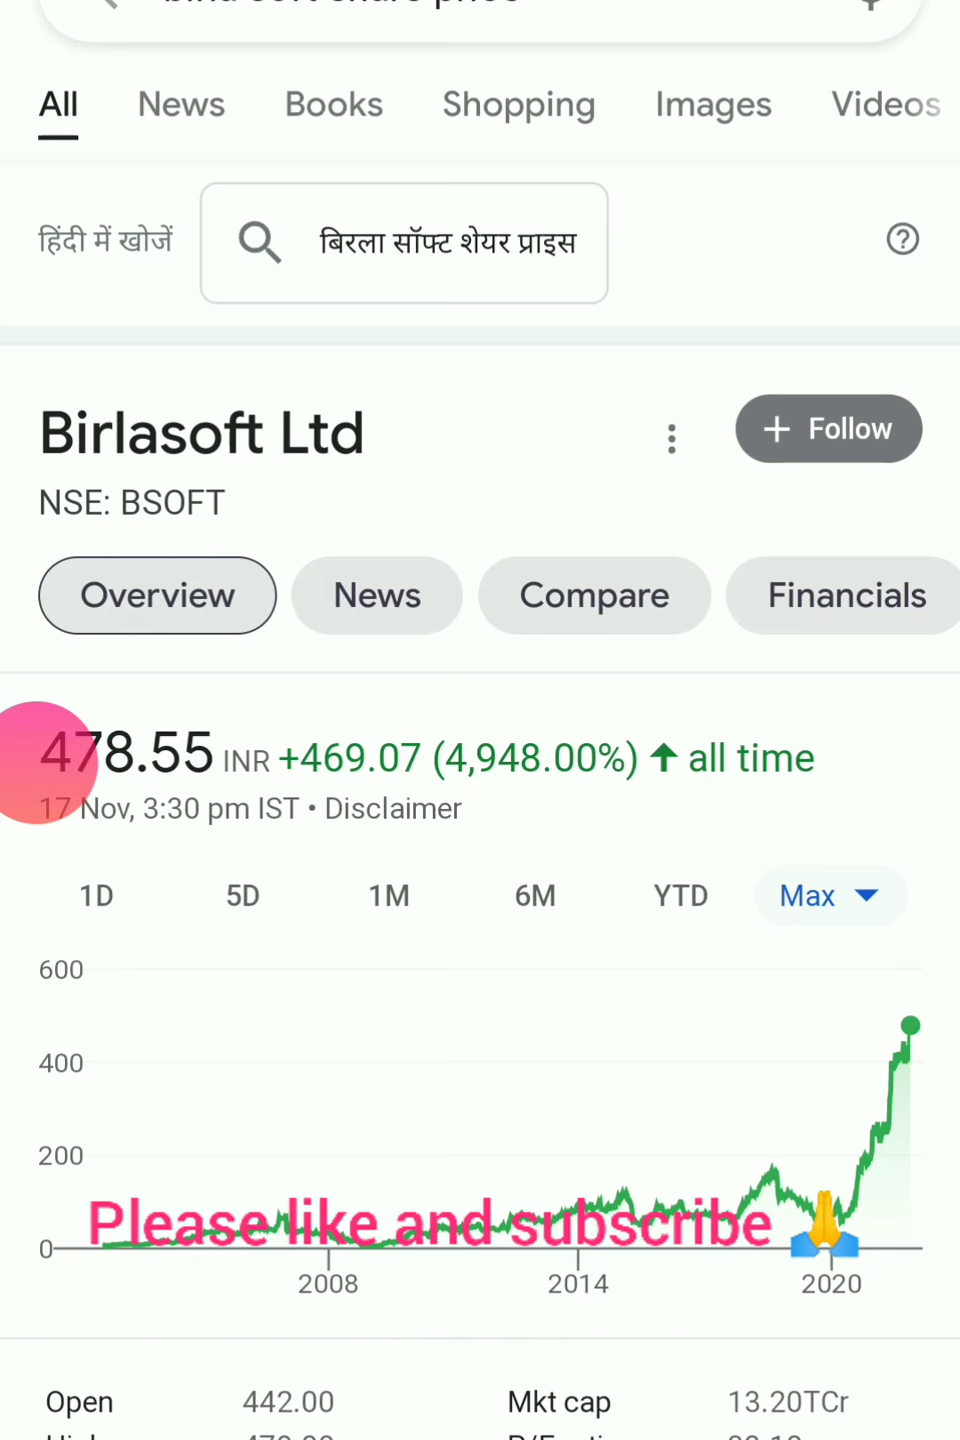 All News Books Shopping Images Videos
हिंदी में खोजें बिरला सॉफ्ट शेयर प्राइस
Birlasoft Ltd
+ Follow
NSE: BSOFT
Overview News Compare Financials
478.55 INR +469.07 (4,948.00%) ↑ all time
17 Nov, 3:30 pm IST • Disclaimer
1D 5D 1M 6M YTD Max
600
400
200
Please like and subscribe 🙏
0
2008 2014 2020
Open 442.00 Mkt cap 13.20TCr